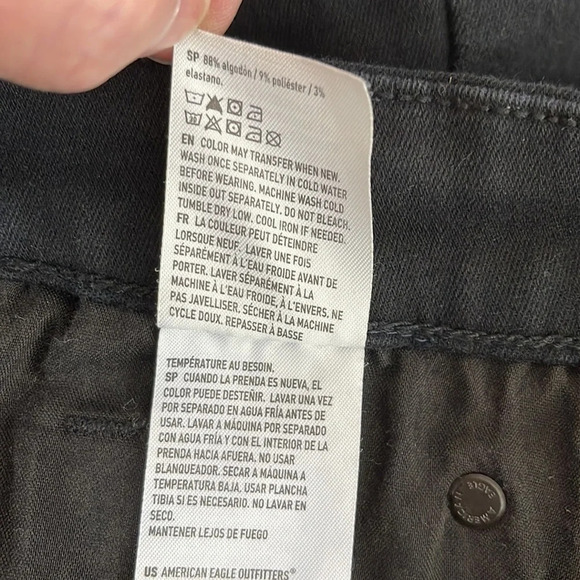 SP 88% algodón / 9% poliéster / 3%
elastano.
EN COLOR MAY TRANSFER WHEN NEW.
WASH ONCE SEPARATELY IN COLD WATER
BEFORE WEARING. MACHINE WASH COLD
INSIDE OUT SEPARATELY. DO NOT BLEACH.
TUMBLE DRY LOW. COOL IRON IF NEEDED.
FR LA COULEUR PEUT DÉTEINDRE
LORSQUE NEUF. LAVER UNE FOIS
SÉPARÉMENT À L'EAU FROIDE AVANT DE
PORTER. LAVER SÉPARÉMENT À LA
MACHINE À L'EAU FROIDE, À L'ENVERS. NE
PAS JAVELLISER. SÉCHER À LA MACHINE
CYCLE DOUX. REPASSER À BASSE
TEMPÉRATURE AU BESOIN.
SP CUANDO LA PRENDA ES NUEVA, EL
COLOR PUEDE DESTEÑIR. LAVAR UNA VEZ
POR SEPARADO EN AGUA FRÍA ANTES DE
USAR. LAVAR A MÁQUINA POR SEPARADO
CON AGUA FRÍA Y CON EL INTERIOR DE LA
PRENDA HACIA AFUERA. NO USAR
BLANQUEADOR. SECAR A MÁQUINA A
TEMPERATURA BAJA. USAR PLANCHA
TIBIA SI ES NECESARIO. NO LAVAR EN
SECO.
MANTENER LEJOS DE FUEGO
US AMERICAN EAGLE OUTFITTERS®
AMERICAN EAGLE